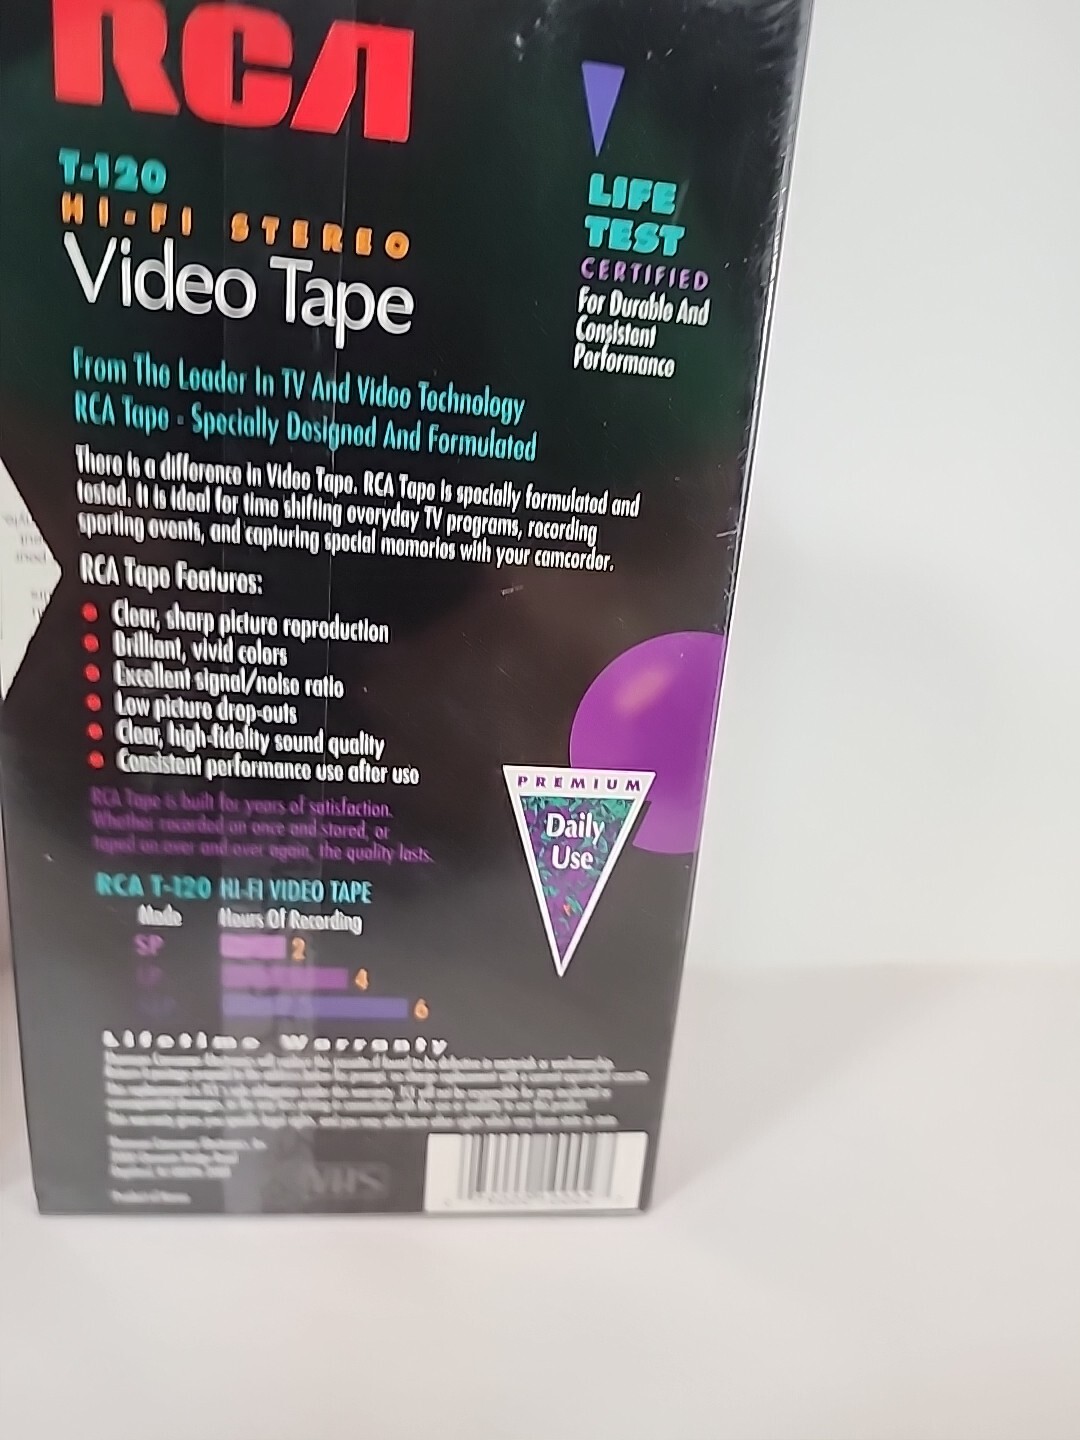 RCA
T-120
HI-FI STEREO
Video Tape
LIFE
TEST
CERTIFIED
For Durable And
Consistent
Performance
From The Leader In TV And Video Technology
RCA Tape - Specially Designed And Formulated
There is a difference in Video Tape. RCA Tape is specially formulated and
tested. It is ideal for time shifting everyday TV programs, recording
sporting events, and capturing special memories with your camcorder.
RCA Tape Features:
Clear, sharp picture reproduction
Brilliant, vivid colors
Excellent signal/noise ratio
Low picture drop-outs
Clear, high-fidelity sound quality
Consistent performance use after use
RCA Tape is built for years of satisfaction.
Whether recorded on once and stored, or
taped on over and over again, the quality lasts.
PREMIUM
Daily
Use
RCA T-120 HI-FI VIDEO TAPE
Mode Hours Of Recording
SP 2
4
6
Lifetime Warranty
VHS